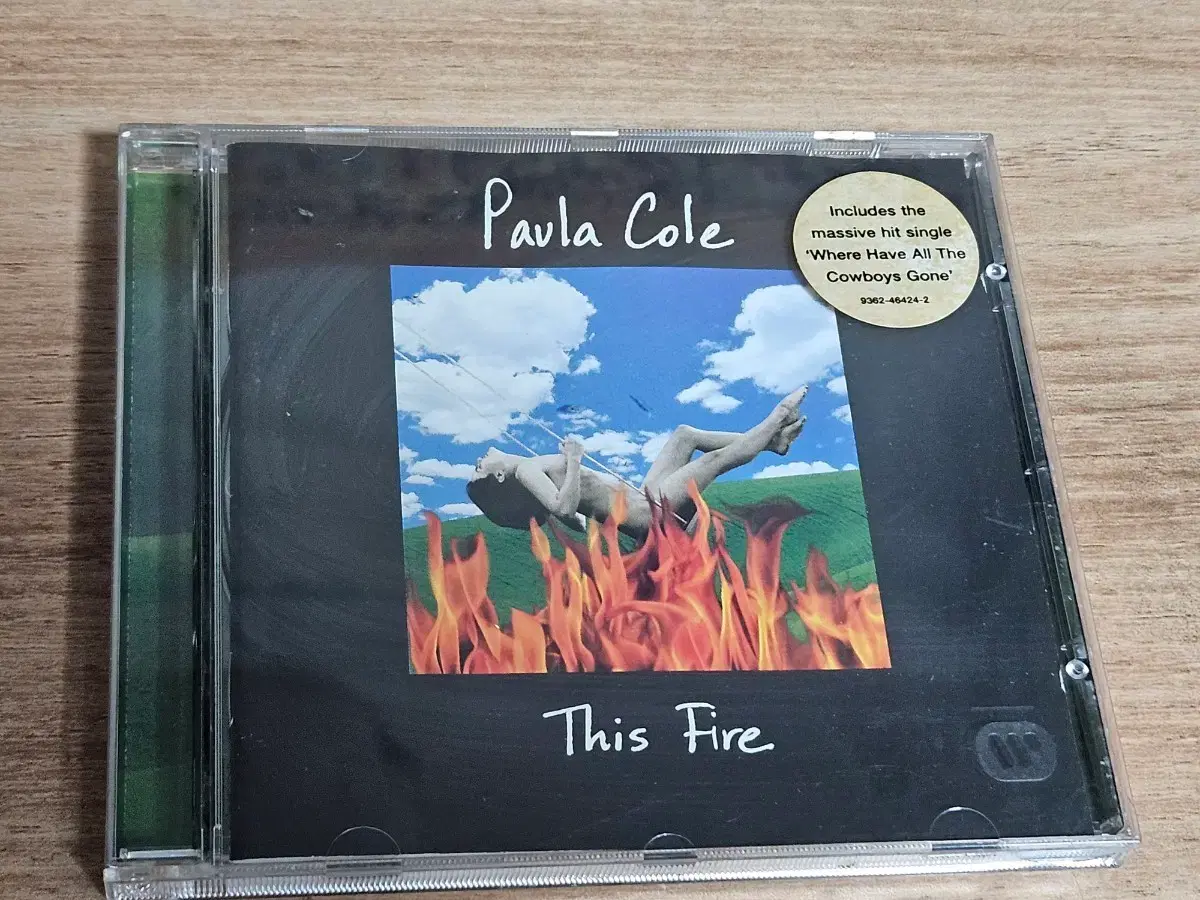 Paula Cole
Includes the
massive hit single
'Where Have All The
Cowboys Gone'
9362-46424-2
This Fire